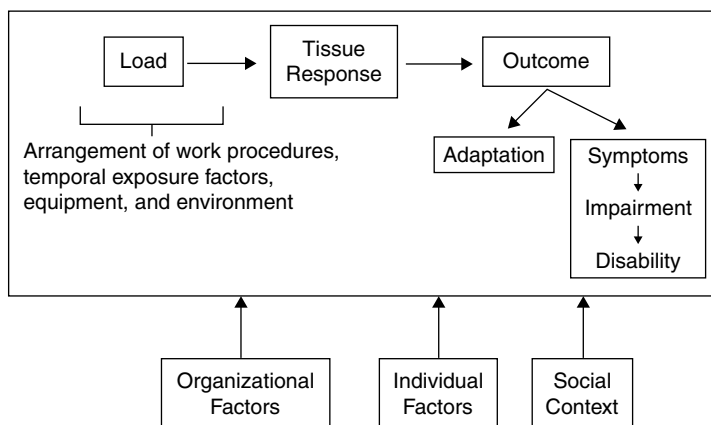 Load
Tissue
Response
Outcome
Arrangement of work procedures,
temporal exposure factors,
equipment, and environment
Adaptation
Symptoms
Impairment
Disability
Organizational
Factors
Individual
Factors
Social
Context